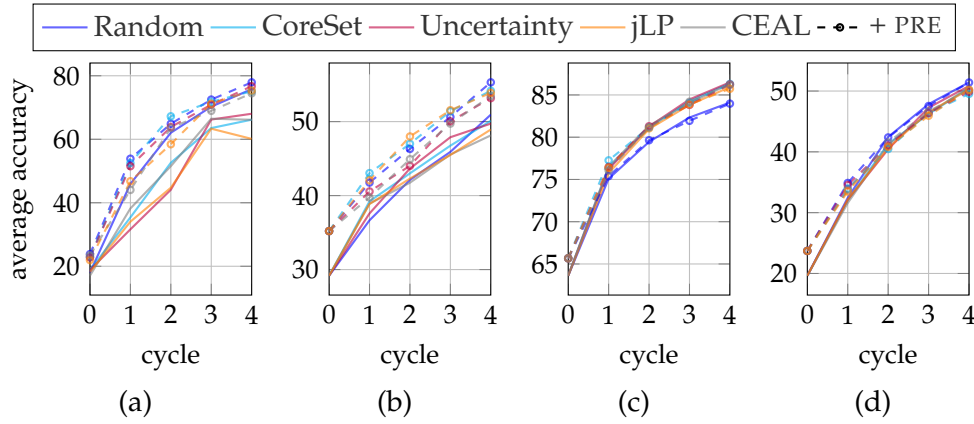 Random CoreSet Uncertainty jLP CEAL + PRE
average accuracy
80
60
40
20
0 1 2 3 4
cycle
(a)
50
40
30
0 1 2 3 4
cycle
(b)
85
80
75
70
65
0 1 2 3 4
cycle
(c)
50
40
30
20
0 1 2 3 4
cycle
(d)